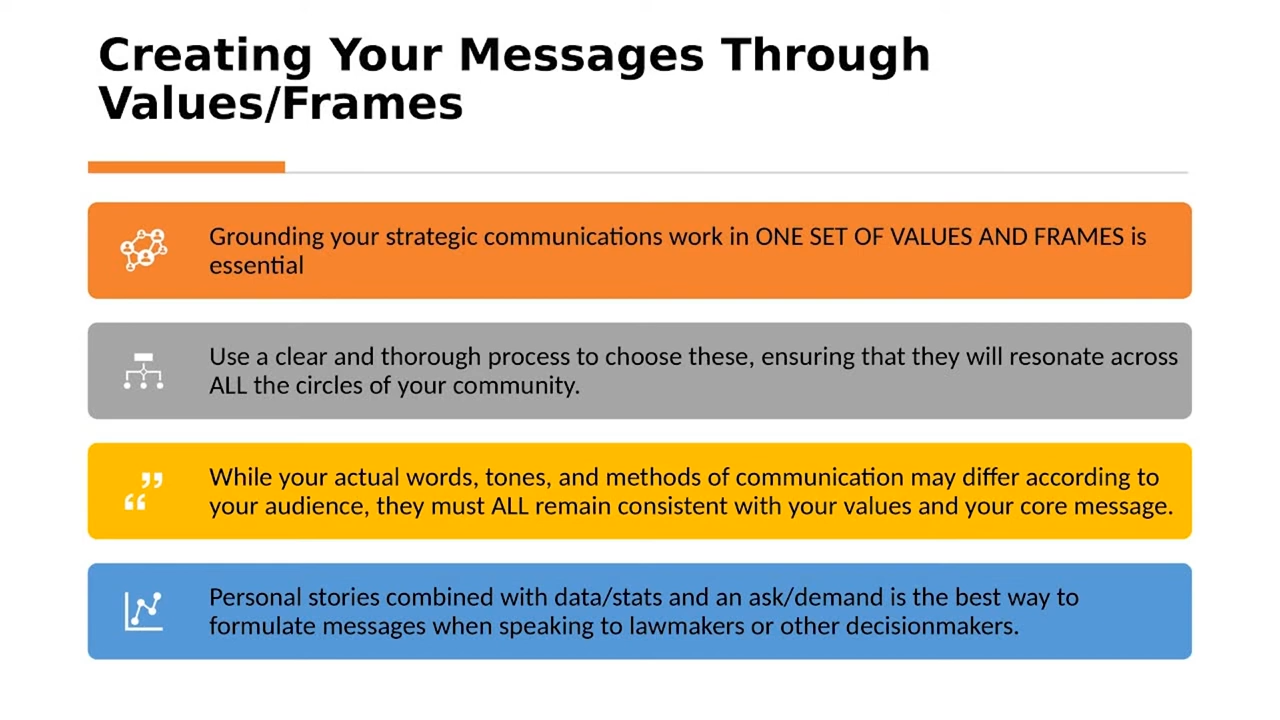 Creating Your Messages Through
Values/Frames
Grounding your strategic communications work in ONE SET OF VALUES AND FRAMES is
essential
Use a clear and thorough process to choose these, ensuring that they will resonate across
ALL the circles of your community.
While your actual words, tones, and methods of communication may differ according to
your audience, they must ALL remain consistent with your values and your core message.
Personal stories combined with data/stats and an ask/demand is the best way to
formulate messages when speaking to lawmakers or other decisionmakers.